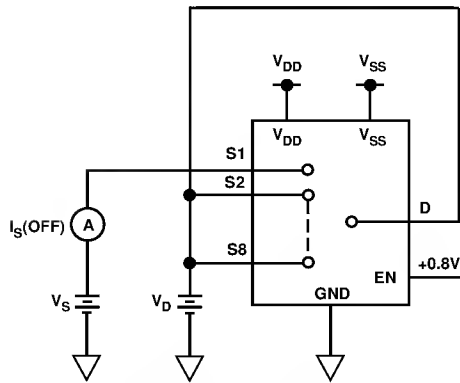 VDD
VSS
VDD
VSS
S1
S2
D
IS(OFF)
A
S8
+0.8V
EN
VS
VD
GND